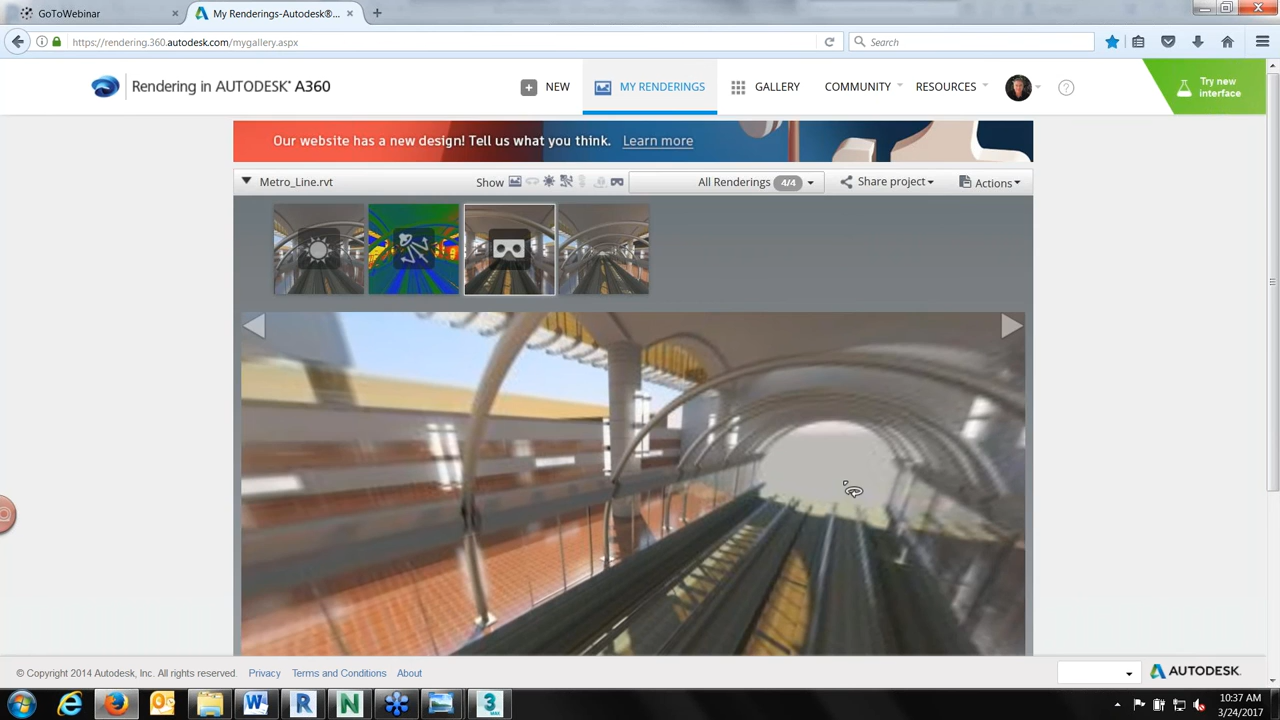 GoToWebinar
My Renderings-Autodesk®...
https://rendering.360.autodesk.com/mygallery.aspx
Search
Rendering in AUTODESK® A360
NEW
MY RENDERINGS
GALLERY
COMMUNITY
RESOURCES
Try new
interface
Our website has a new design! Tell us what you think. Learn more
Metro_Line.rvt
Show
All Renderings 4/4
Share project
Actions
© Copyright 2014 Autodesk, Inc. All rights reserved.
Privacy
Terms and Conditions
About
AUTODESK.
10:37 AM
3/24/2017